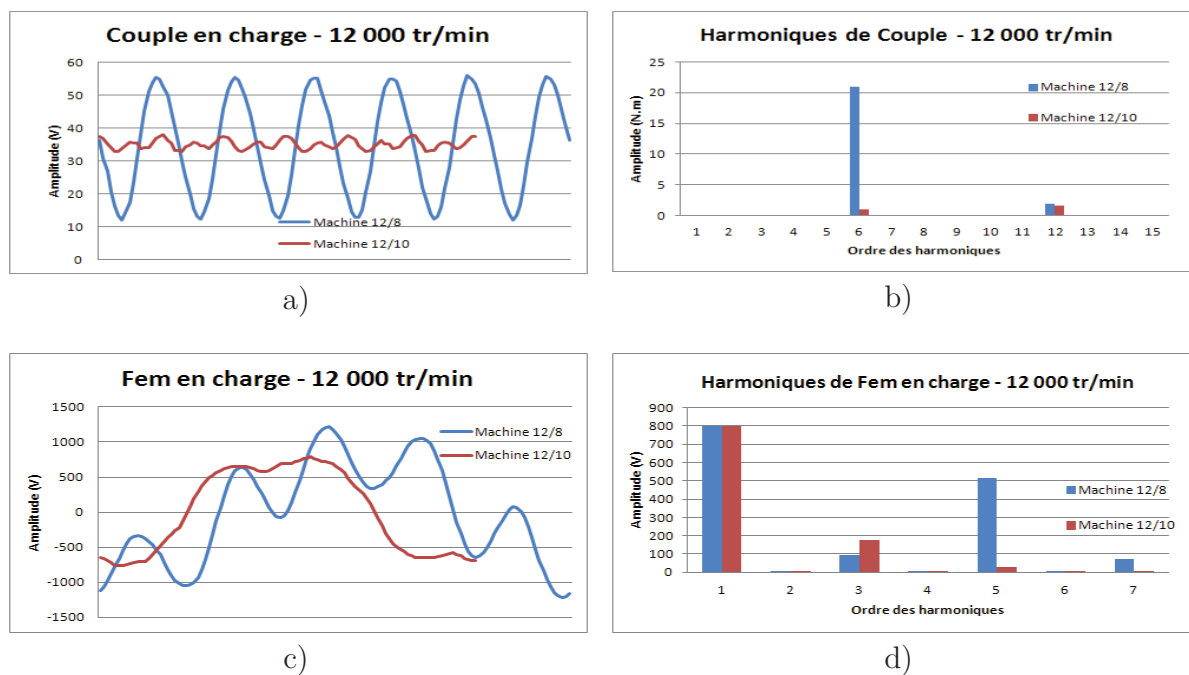 Couple en charge - 12 000 tr/min
Amplitude (V)
60
50
40
30
20
10
0
Machine 12/8
Machine 12/10
a)
Harmoniques de Couple - 12 000 tr/min
Amplitude (N.m)
25
20
15
10
5
0
Machine 12/8
Machine 12/10
1 2 3 4 5 6 7 8 9 10 11 12 13 14 15
Ordre des harmoniques
b)
Fem en charge - 12 000 tr/min
Amplitude (V)
1500
1000
500
0
-500
-1000
-1500
Machine 12/8
Machine 12/10
c)
Harmoniques de Fem en charge - 12 000 tr/min
Amplitude (V)
900
800
700
600
500
400
300
200
100
0
Machine 12/8
Machine 12/10
1 2 3 4 5 6 7
Ordre des harmoniques
d)